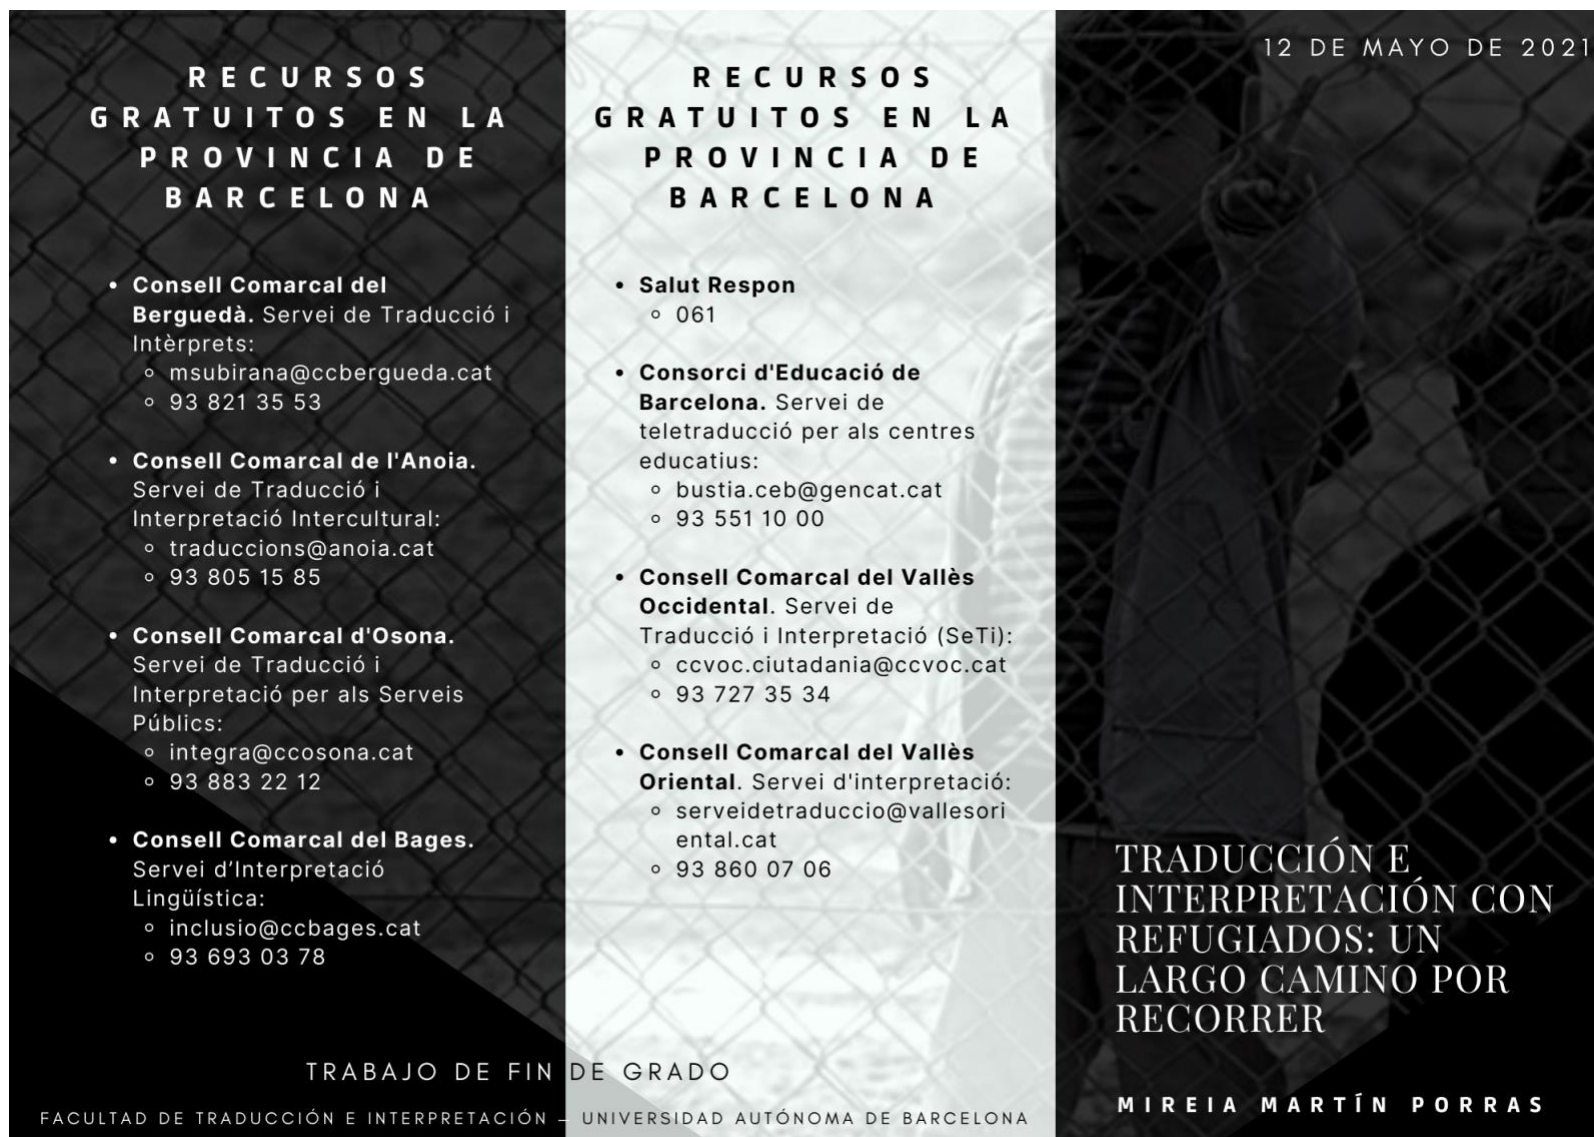 RECURSOS
GRATUITOS EN LA
PROVINCIA DE
BARCELONA
• Consell Comarcal del
Berguedà. Servei de Traducció i
Intèrprets:
◦ msubirana@ccbergueda.cat
◦ 93 821 35 53
• Consell Comarcal de l'Anoia.
Servei de Traducció i
Interpretació Intercultural:
◦ traduccions@anoia.cat
◦ 93 805 15 85
• Consell Comarcal d'Osona.
Servei de Traducció i
Interpretació per als Serveis
Públics:
◦ integra@ccosona.cat
◦ 93 883 22 12
• Consell Comarcal del Bages.
Servei d’Interpretació
Lingüística:
◦ inclusio@ccbages.cat
◦ 93 693 03 78
RECURSOS
GRATUITOS EN LA
PROVINCIA DE
BARCELONA
• Salut Respon
◦ 061
• Consorci d'Educació de
Barcelona. Servei de
teletraducció per als centres
educatius:
◦ bustia.ceb@gencat.cat
◦ 93 551 10 00
• Consell Comarcal del Vallès
Occidental. Servei de
Traducció i Interpretació (SeTi):
◦ ccvoc.ciutadania@ccvoc.cat
◦ 93 727 35 34
• Consell Comarcal del Vallès
Oriental. Servei d'interpretació:
◦ serveidetraduccio@vallesori
ental.cat
◦ 93 860 07 06
TRABAJO DE FIN DE GRADO
FACULTAD DE TRADUCCIÓN E INTERPRETACIÓN – UNIVERSIDAD AUTÓNOMA DE BARCELONA
12 DE MAYO DE 2021
TRADUCCIÓN E
INTERPRETACIÓN CON
REFUGIADOS: UN
LARGO CAMINO POR
RECORRER
MIREIA MARTÍN PORRAS